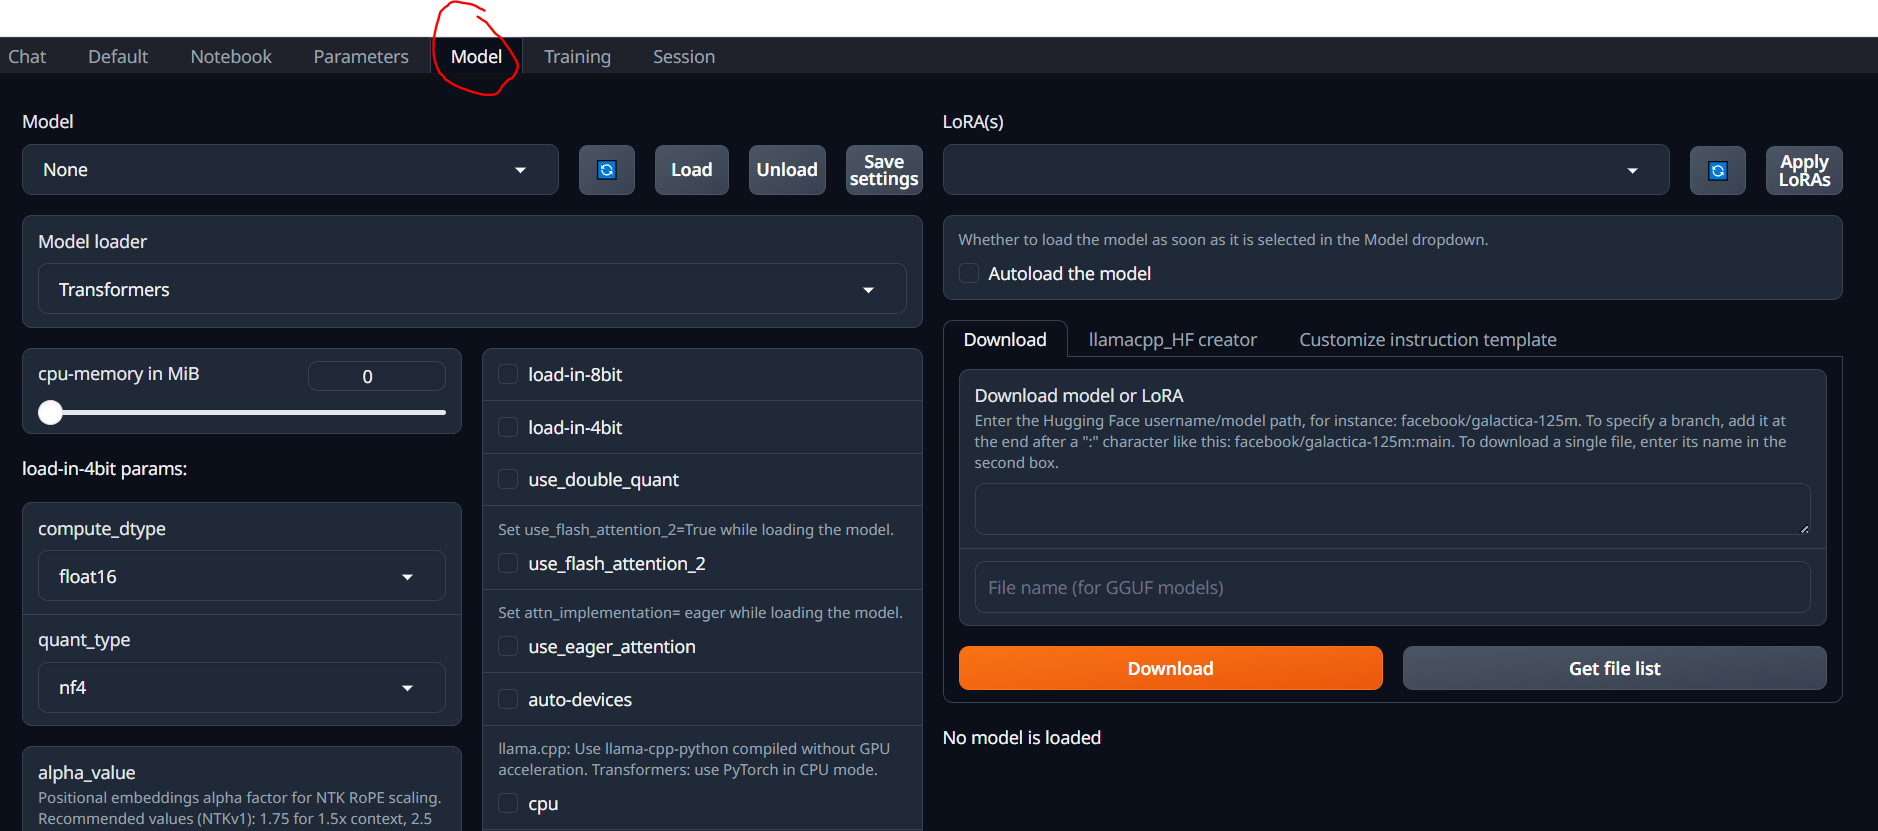 Chat Default Notebook Parameters Model Training Session
Model
None
Load
Unload
Save
settings
Model loader
Transformers
cpu-memory in MiB
0
load-in-4bit params:
compute_dtype
float16
quant_type
nf4
alpha_value
Positional embeddings alpha factor for NTK RoPE scaling.
Recommended values (NTKv1): 1.75 for 1.5x context, 2.5
load-in-8bit
load-in-4bit
use_double_quant
Set use_flash_attention_2=True while loading the model.
use_flash_attention_2
Set attn_implementation= eager while loading the model.
use_eager_attention
auto-devices
llama.cpp: Use llama-cpp-python compiled without GPU
acceleration. Transformers: use PyTorch in CPU mode.
cpu
LoRA(s)
Apply
LoRAs
Whether to load the model as soon as it is selected in the Model dropdown.
Autoload the model
Download llamacpp_HF creator Customize instruction template
Download model or LoRA
Enter the Hugging Face username/model path, for instance: facebook/galactica-125m. To specify a branch, add it at
the end after a ":" character like this: facebook/galactica-125m:main. To download a single file, enter its name in the
second box.
File name (for GGUF models)
Download
Get file list
No model is loaded